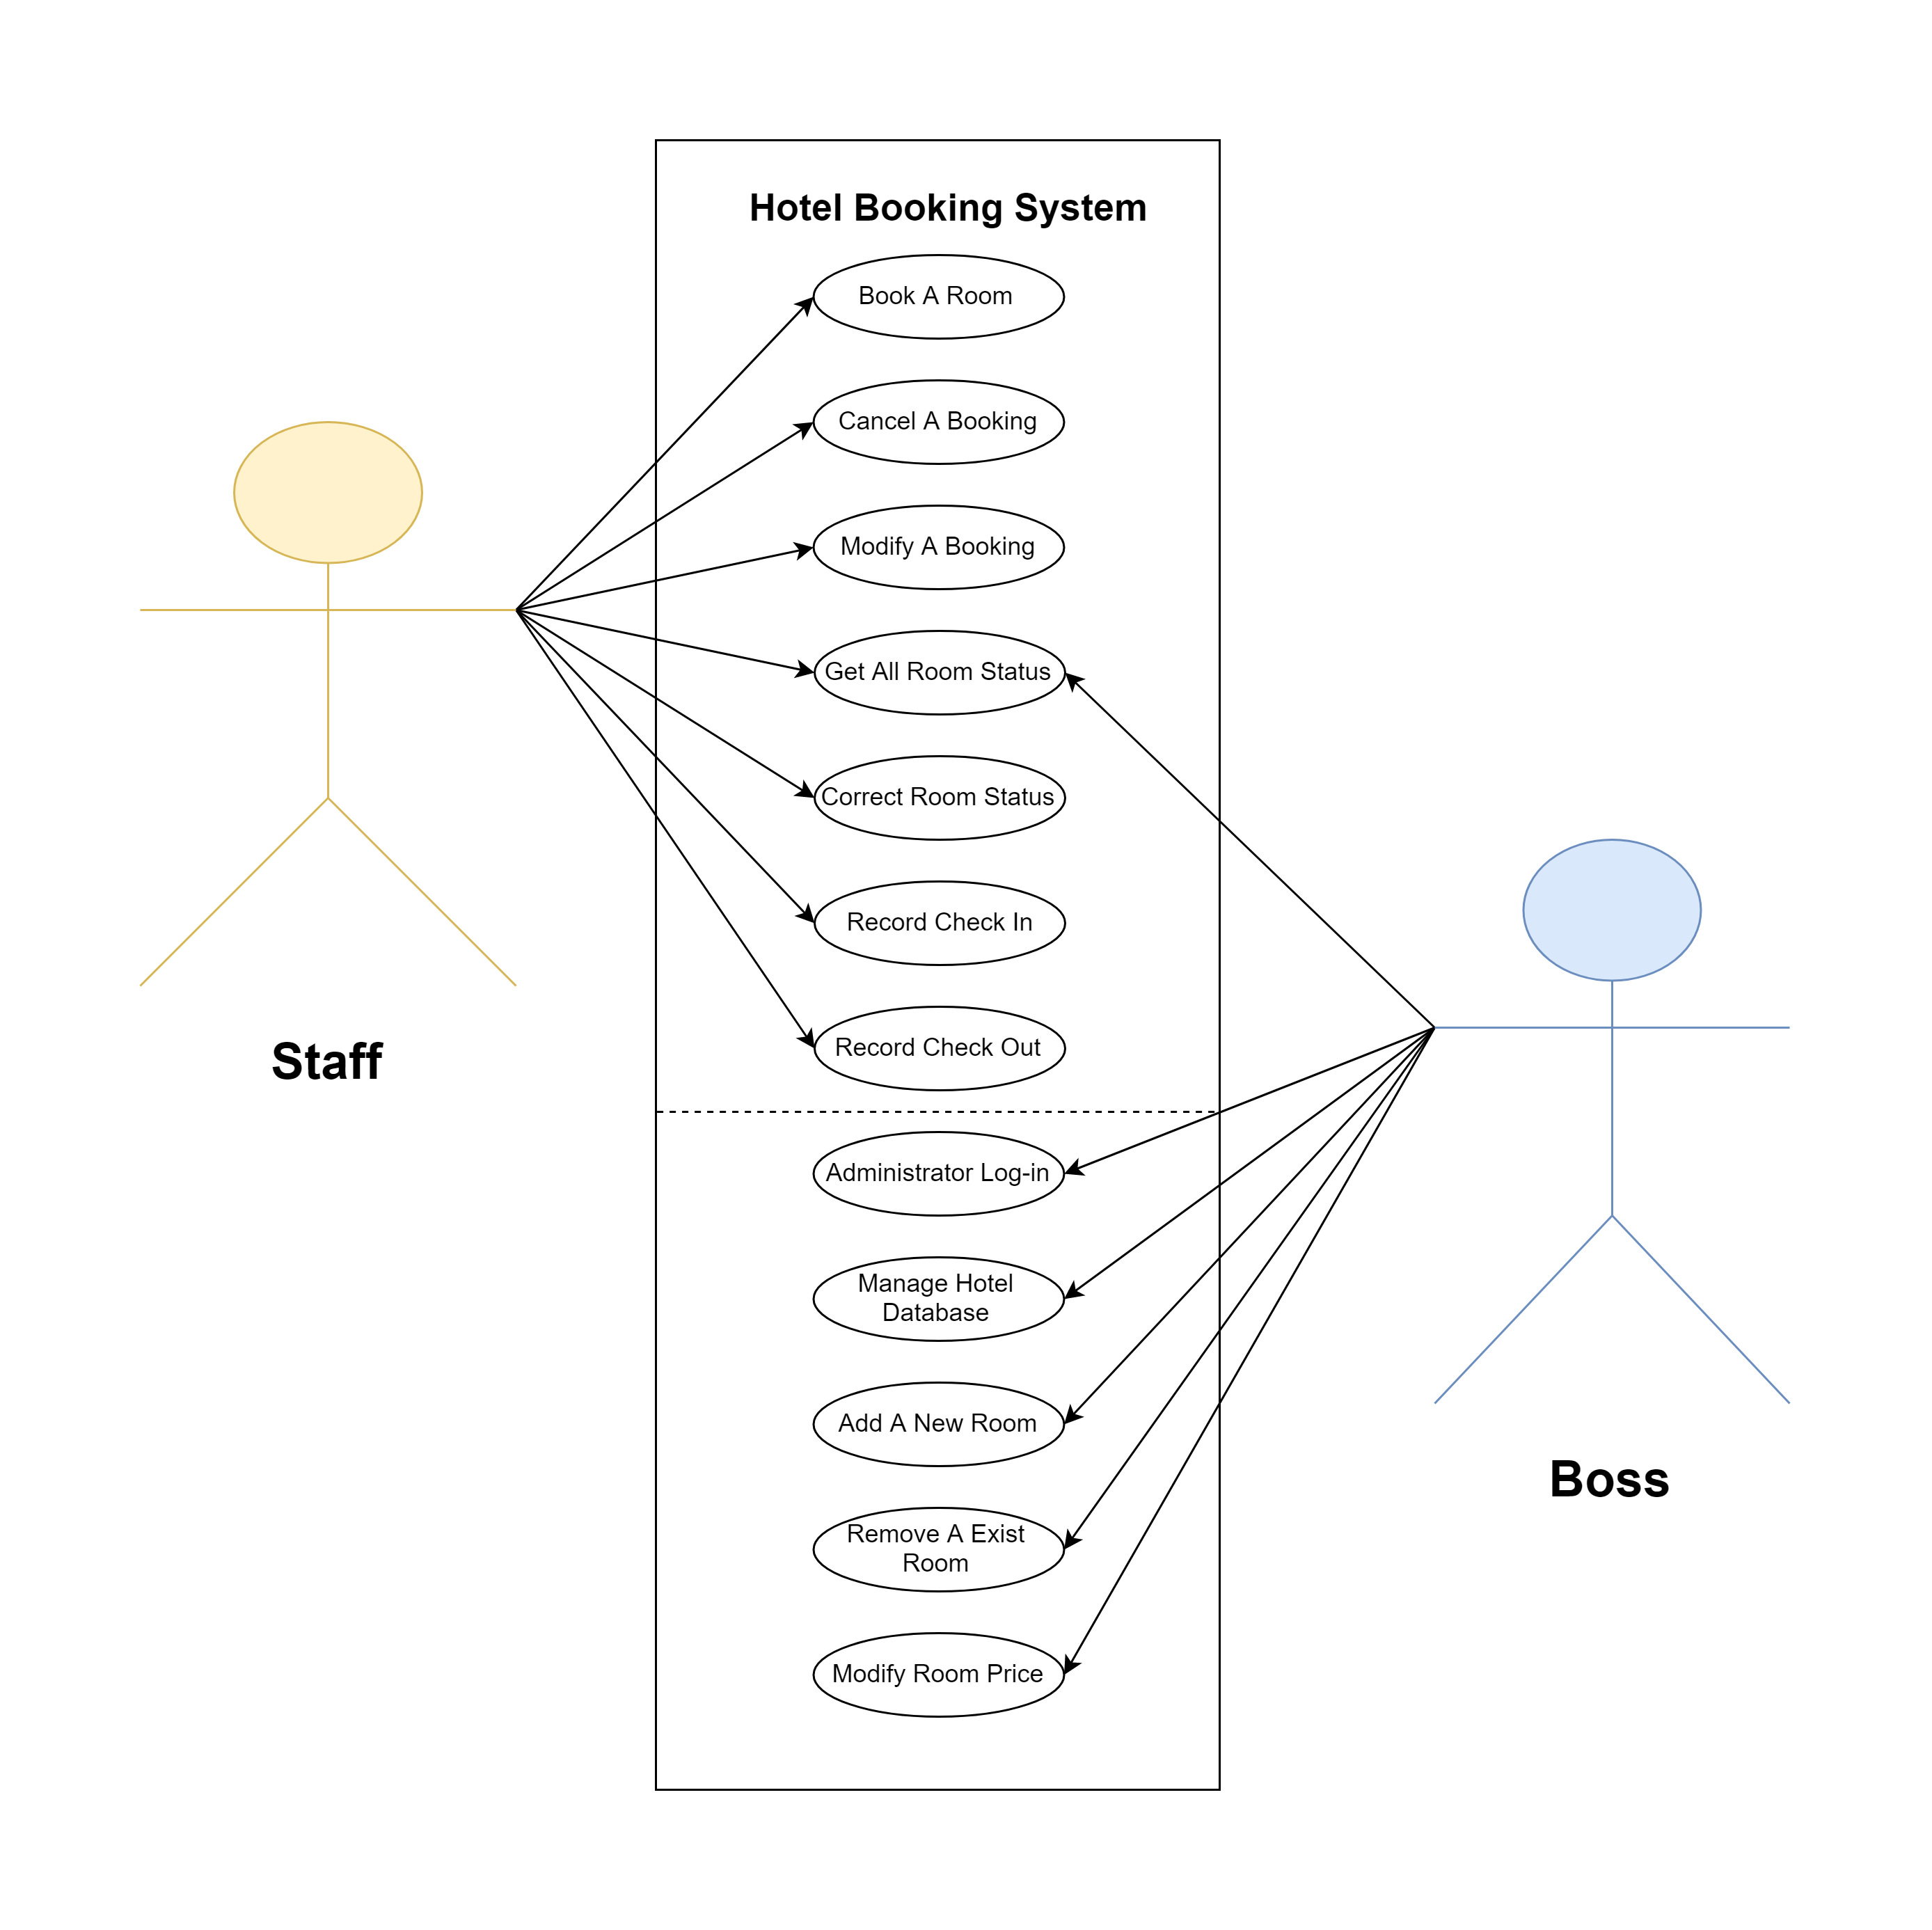 Hotel Booking System
Book A Room
Cancel A Booking
Modify A Booking
Get All Room Status
Correct Room Status
Record Check In
Record Check Out
Staff
Administrator Log-in
Manage Hotel
Database
Add A New Room
Boss
Remove A Exist
Room
Modify Room Price